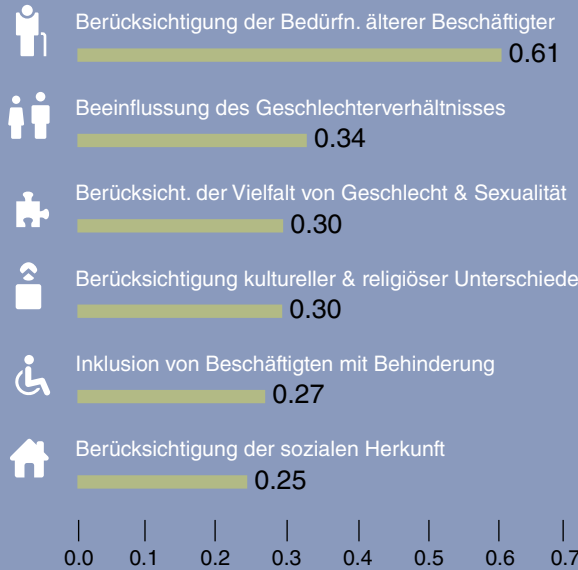 Berücksichtigung der Bedürfn. älterer Beschäftigter
0.61
Beeinflussung des Geschlechterverhältnisses
0.34
Berücksicht. der Vielfalt von Geschlecht & Sexualität
0.30
Berücksichtigung kultureller & religiöser Unterschiede
0.30
Inklusion von Beschäftigten mit Behinderung
0.27
Berücksichtigung der sozialen Herkunft
0.25
0.0 0.1 0.2 0.3 0.4 0.5 0.6 0.7